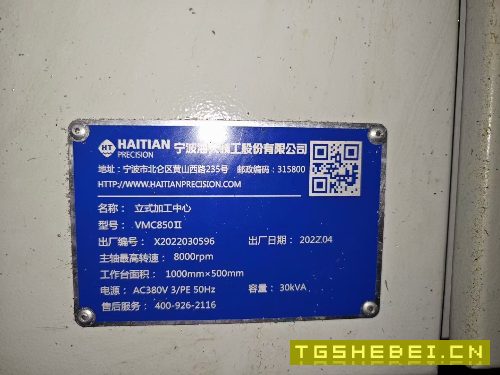 HT HAITIAN PRECISION 宁波海天精工股份有限公司
地址：宁波市北仑区黄山西路235号 邮政编码：315800
HTTP://WWW.HAITIANPRECISION.COM
名称：立式加工中心
型号：VMC850II
出厂编号：X2022030596 出厂日期：2022.04
主轴最高转速：8000rpm
工作台面积：1000mm×500mm
电源：AC380V 3/PE 50Hz 容量：30kVA
售后服务：400-926-2116
TGSHEBEI.CN